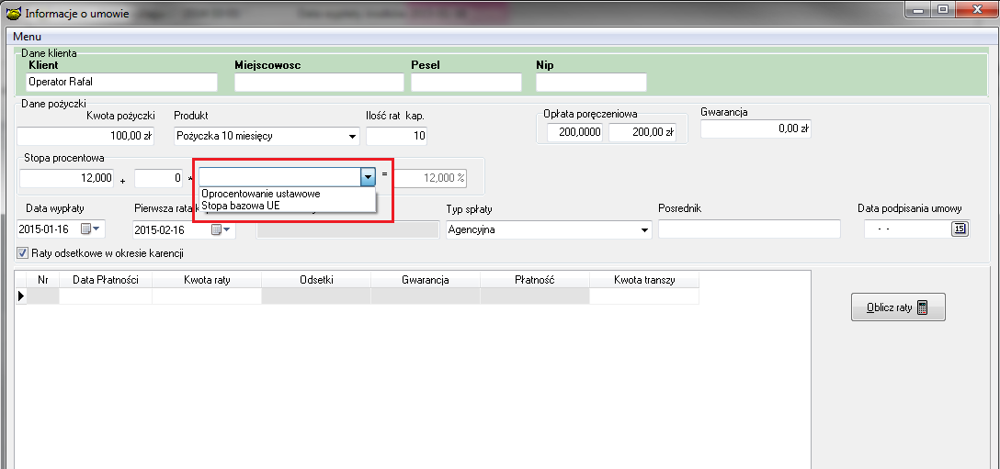 Informacje o umowie
Menu
Dane klienta
Klient Miejscowosc Pesel Nip
Operator Rafal
Dane pożyczki
Kwota pożyczki Produkt Ilość rat kap. Opłata poręczeniowa Gwarancja
100,00 zł Pożyczka 10 miesięcy 10 200,0000 200,00 zł 0,00 zł
Stopa procentowa
12,000 + 0 * = 12,000 %
Oprocentowanie ustawowe
Stopa bazowa UE
Data wypłaty Pierwsza rata Typ spłaty Posrednik Data podpisania umowy
2015-01-16 2015-02-16 Agencyjna - - 15
Raty odsetkowe w okresie karencji
Nr Data Płatności Kwota raty Odsetki Gwarancja Płatność Kwota transzy
Oblicz raty